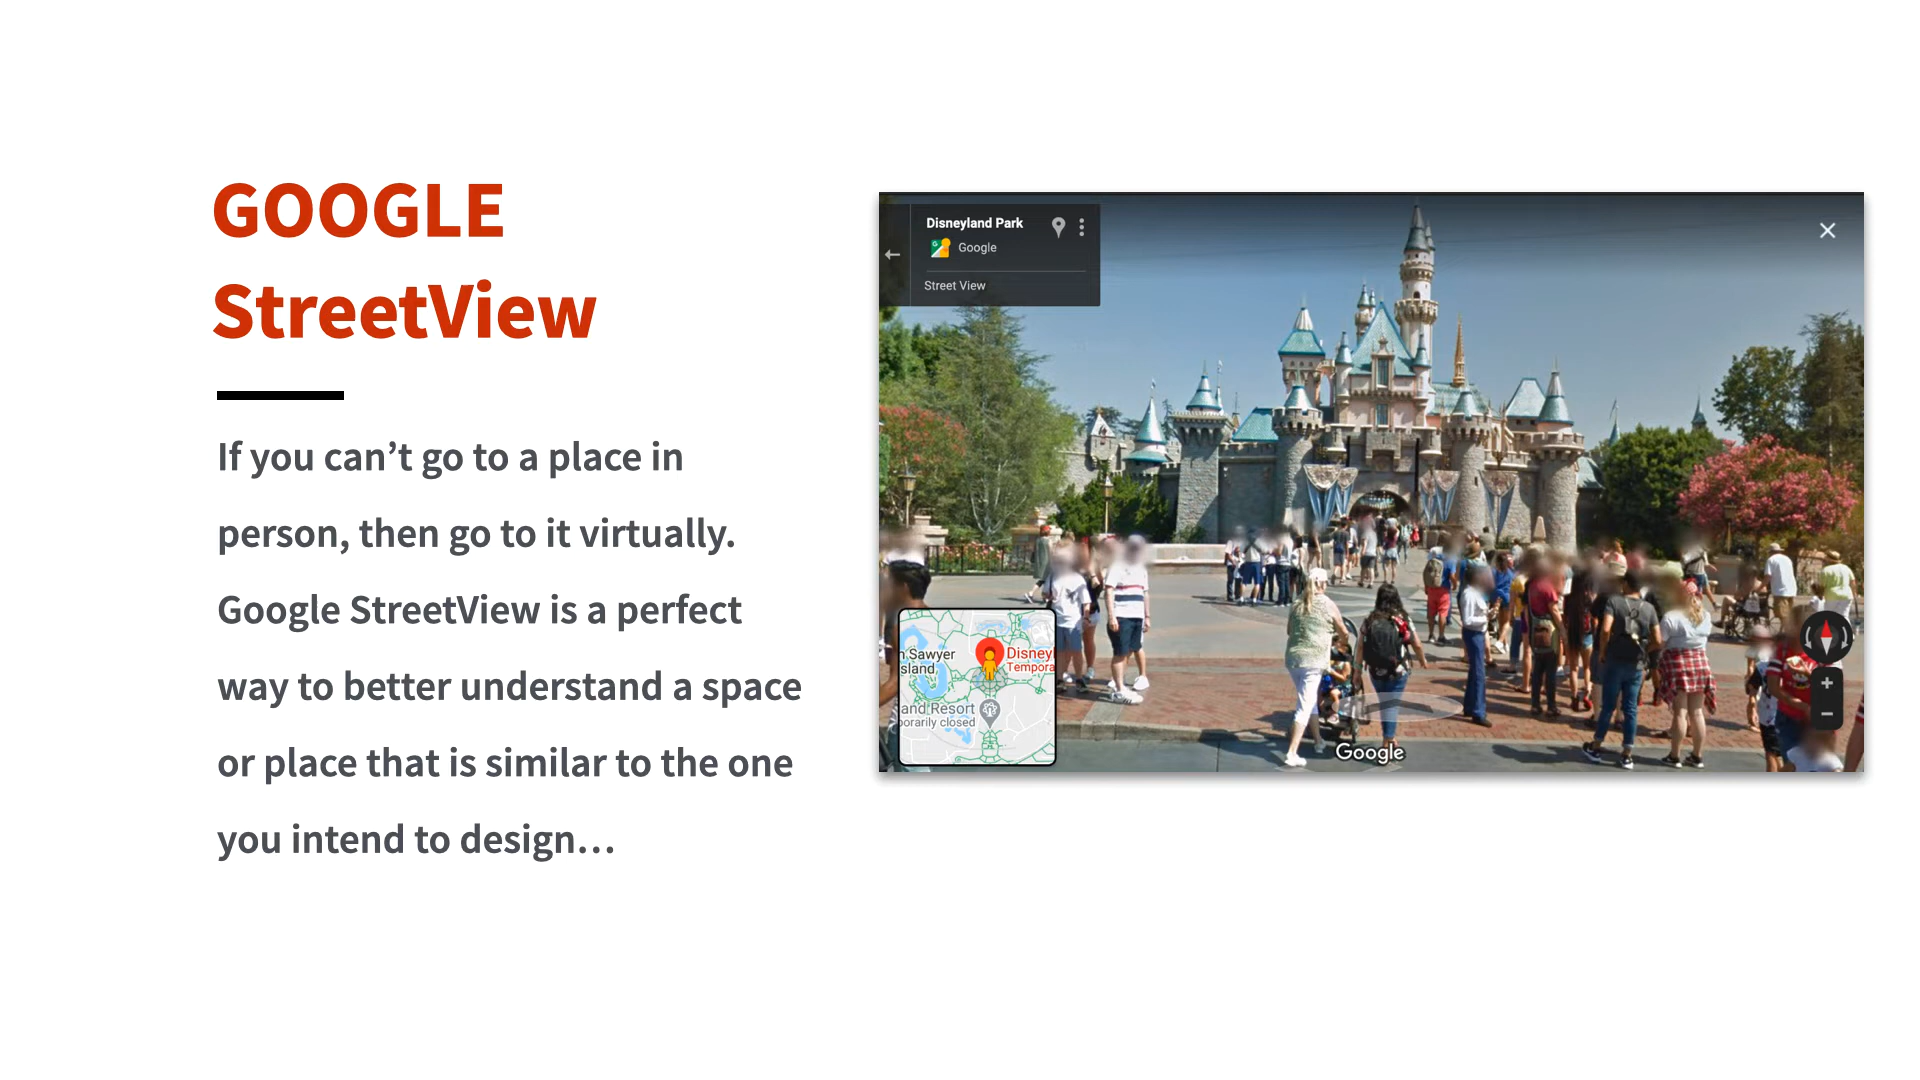 GOOGLE
StreetView
If you can’t go to a place in
person, then go to it virtually.
Google StreetView is a perfect
way to better understand a space
or place that is similar to the one
you intend to design…
Disneyland Park
Google
Street View
n Sawyer
sland
Disney
Tempora
and Resort
porarily closed
Google